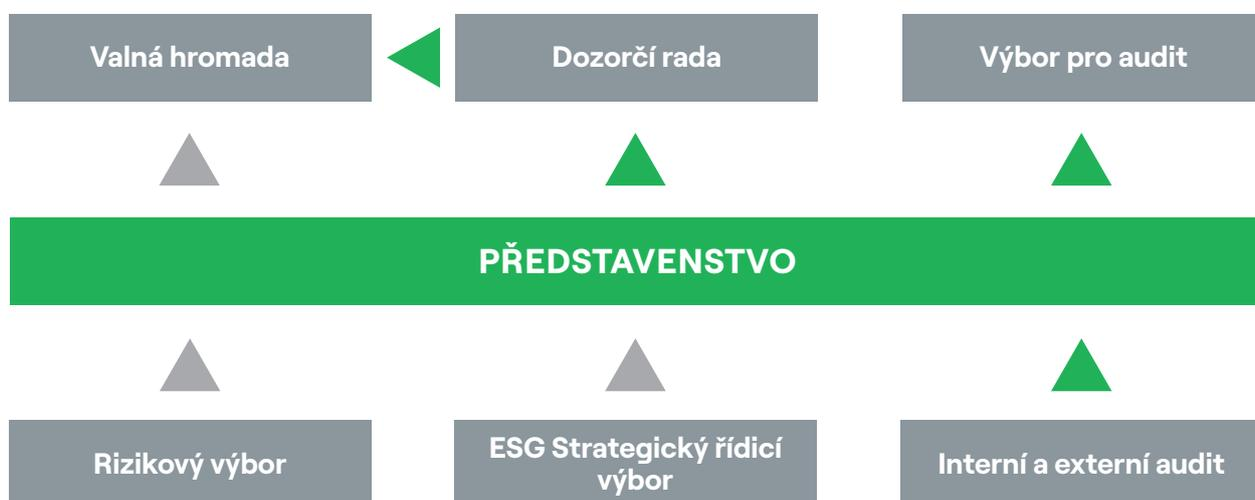 Valná hromada
Dozorčí rada
Výbor pro audit
PŘEDSTAVENSTVO
Rizikový výbor
ESG Strategický řídicí
výbor
Interní a externí audit